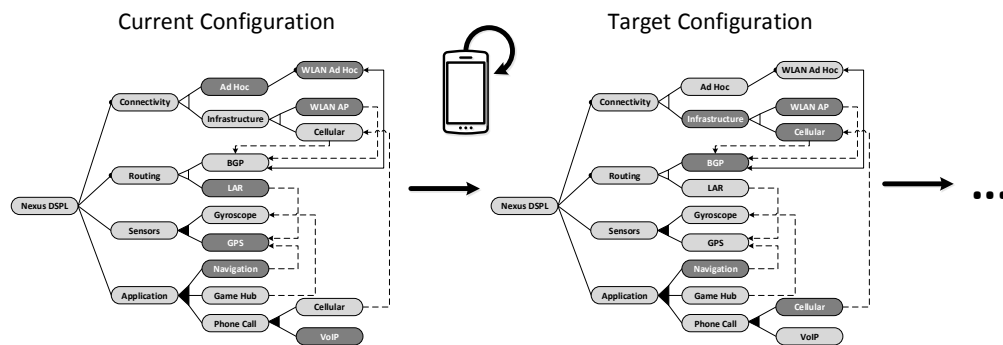 Current Configuration
Target Configuration
WLAN Ad Hoc
Ad Hoc
Connectivity
WLAN AP
Infrastructure
Cellular
BGP
Routing
LAR
Nexus DSPL
Gyroscope
Sensors
GPS
Navigation
Application
Game Hub
Cellular
Phone Call
VoIP
WLAN Ad Hoc
Ad Hoc
Connectivity
WLAN AP
Infrastructure
Cellular
BGP
Routing
LAR
Nexus DSPL
Gyroscope
Sensors
GPS
Navigation
Application
Game Hub
Cellular
Phone Call
VoIP
...